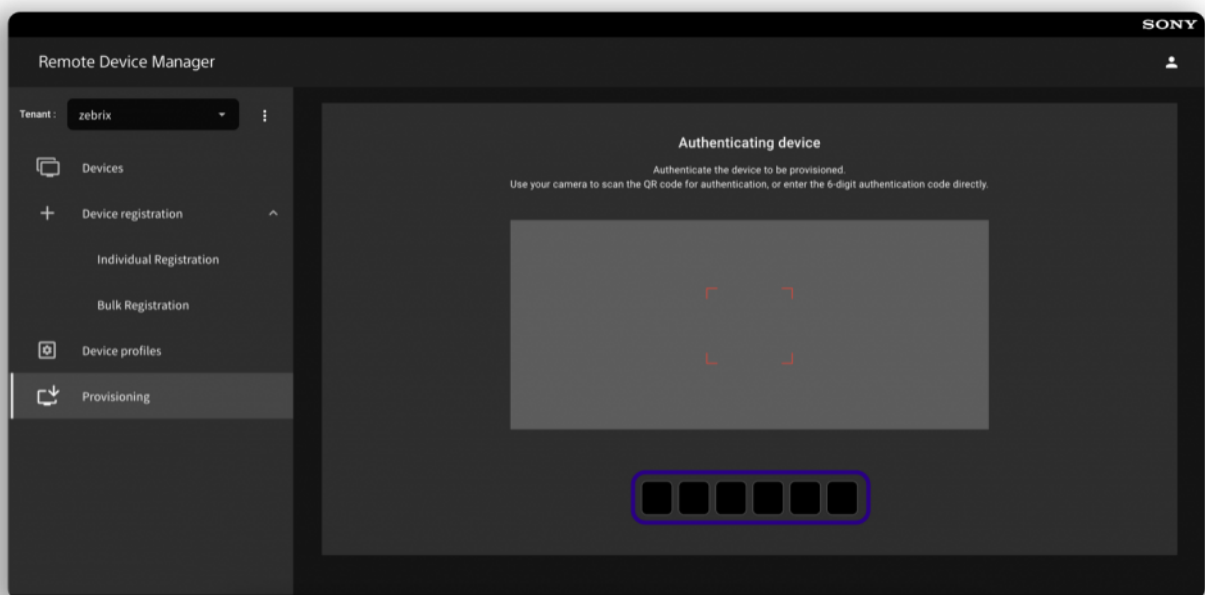 SONY
Remote Device Manager
Tenant : zebrix
Devices
Device registration
Individual Registration
Bulk Registration
Device profiles
Provisioning
Authenticating device
Authenticate the device to be provisioned.
Use your camera to scan the QR code for authentication, or enter the 6-digit authentication code directly.